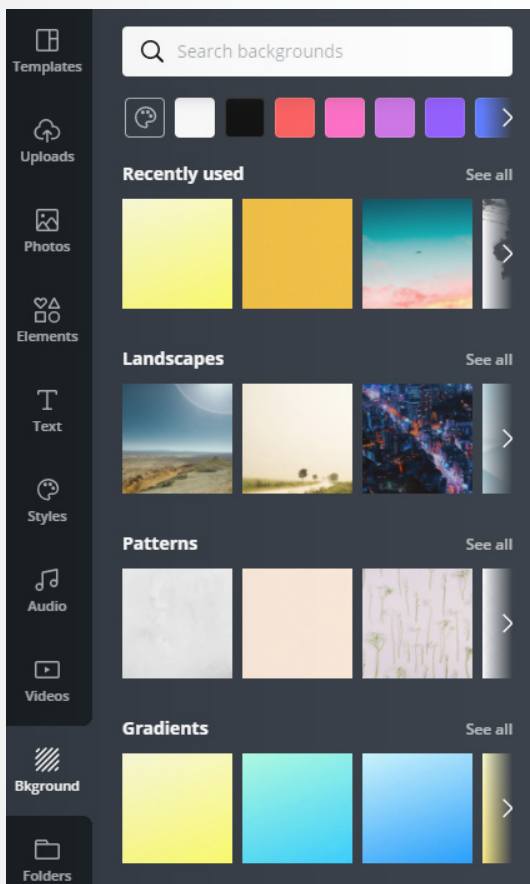 Templates
Uploads
Photos
Elements
Text
Styles
Audio
Videos
Bkground
Folders
Search backgrounds
Recently used See all
Landscapes See all
Patterns See all
Gradients See all